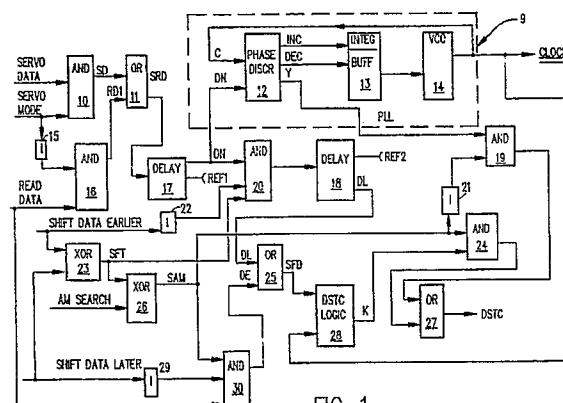 9
SERVO DATA
AND
10
SD
OR
11
SRD
C
PHASE DISCR
12
INC
DEC
Y
INTEG
BUFF
13
VCC
14
CLOCK
SERVO MODE
RD1
DN
PLL
15
I
AND
16
DELAY
17
DN
REF1
AND
20
DELAY
18
REF2
DL
AND
19
READ DATA
22
I
I
21
SHIFT DATA EARLIER
XOR
23
SFT
AND
24
XOR
26
SAM
DL
DE
OR
25
SFD
DSTC LOGIC
28
K
OR
27
DSTC
AM SEARCH
SHIFT DATA LATER
I
29
AND
30
FIG. 1